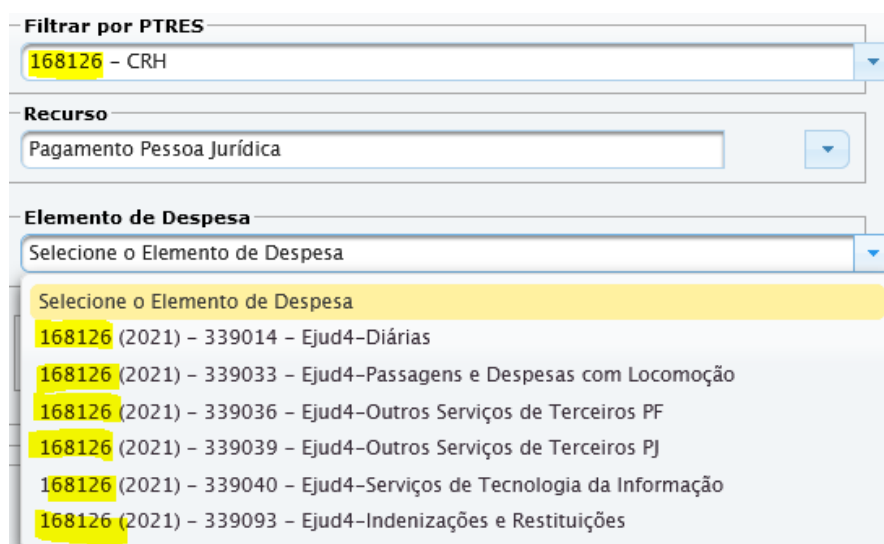 Filtrar por PTRES
168126 – CRH
Recurso
Pagamento Pessoa Jurídica
Elemento de Despesa
Selecione o Elemento de Despesa
Selecione o Elemento de Despesa
168126 (2021) – 339014 – Ejud4–Diárias
168126 (2021) – 339033 – Ejud4–Passagens e Despesas com Locomoção
168126 (2021) – 339036 – Ejud4–Outros Serviços de Terceiros PF
168126 (2021) – 339039 – Ejud4–Outros Serviços de Terceiros PJ
168126 (2021) – 339040 – Ejud4–Serviços de Tecnologia da Informação
168126 (2021) – 339093 – Ejud4–Indenizações e Restituições